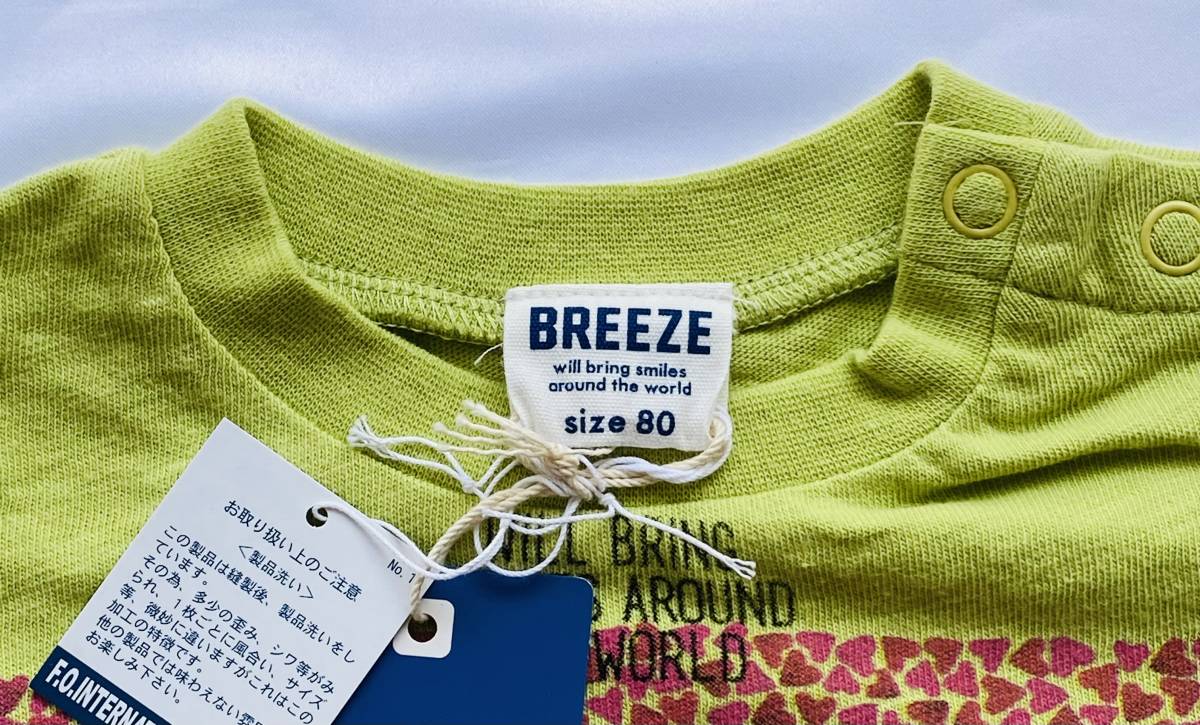 BREEZE
will bring smiles
around the world
size 80
お取り扱い上のご注意
<製品洗い>
この製品は縫製後、製品洗いをし
ています。
その為、多少の歪み、シワ等がみ
られ、1枚ごとに風合い、サイズ
等、微妙に違いますがこれはこの
加工の特徴です。
他の製品では味わえない雰
お楽しみ下さい。
No. 1
F.O.INTERNA
WILL BRING
AROUND
WORLD